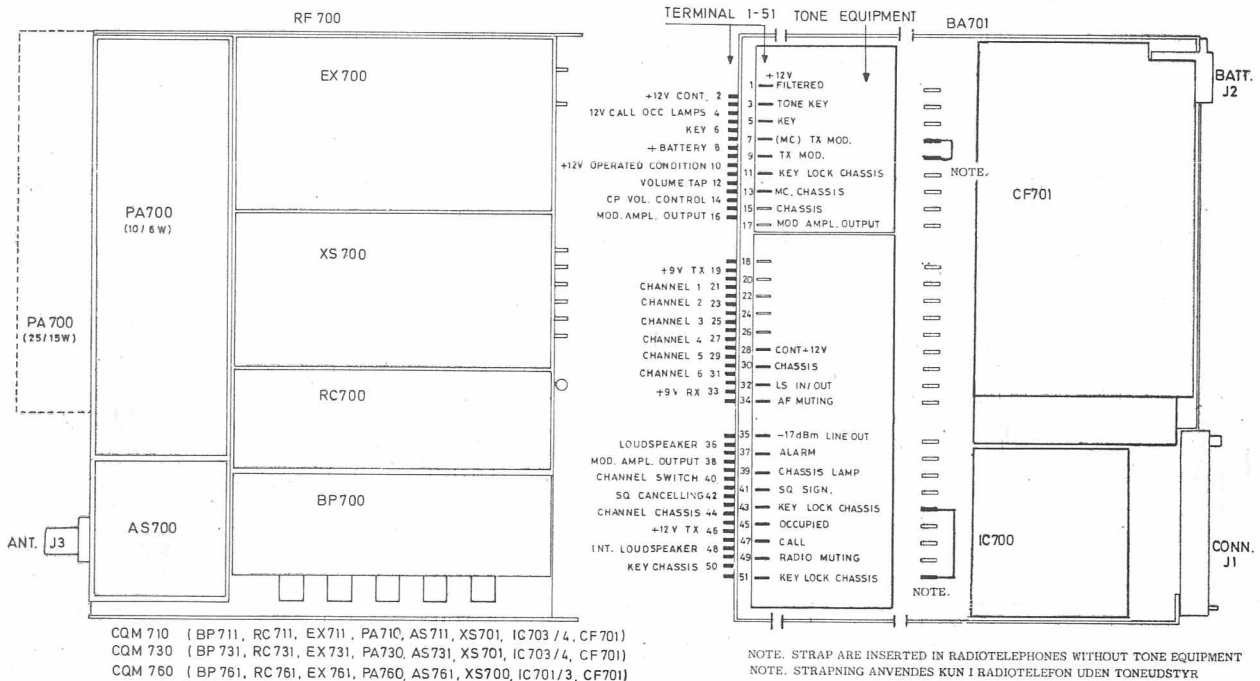 RF 700
EX 700
PA700
(10/6 W)
XS 700
PA700
(25/15W)
RC700
BP700
AS700
ANT. J3
TERMINAL 1-51 TONE EQUIPMENT
BA701
BATT.
J2
+12V
1 FILTERED
+12V CONT. 2
3 TONE KEY
12V CALL OCC LAMPS 4
5 KEY
KEY 6
7 (MC) TX MOD.
+BATTERY 8
9 TX MOD.
+12V OPERATED CONDITION 10
11 KEY LOCK CHASSIS
VOLUME TAP 12
13 MC. CHASSIS
CP VOL. CONTROL 14
15 CHASSIS
MOD. AMPL. OUTPUT 16
17 MOD AMPL. OUTPUT
NOTE.
CF701
18
+9V TX 19
20
CHANNEL 1 21
22
CHANNEL 2 23
24
CHANNEL 3 25
26
CHANNEL 4 27
28 CONT+12V
CHANNEL 5 29
30 CHASSIS
CHANNEL 6 31
32 LS IN/OUT
+9V RX 33
34 AF MUTING
35 -17dBm LINE OUT
LOUDSPEAKER 36
37 ALARM
MOD. AMPL. OUTPUT 38
39 CHASSIS LAMP
CHANNEL SWITCH 40
41 SQ SIGN.
SQ CANCELLING 42
43 KEY LOCK CHASSIS
CHANNEL CHASSIS 44
45 OCCUPIED
+12V TX 46
47 CALL
INT. LOUDSPEAKER 48
49 RADIO MUTING
KEY CHASSIS 50
51 KEY LOCK CHASSIS
NOTE.
IC700
CONN.
J1
CQM 710 ( BP711, RC711, EX711, PA710, AS711, XS701, IC703/4, CF701)
CQM 730 ( BP731, RC731, EX731, PA730, AS731, XS701, IC703/4, CF701)
CQM 760 ( BP761, RC761, EX761, PA760, AS761, XS700, IC701/3, CF701)
NOTE. STRAP ARE INSERTED IN RADIOTELEPHONES WITHOUT TONE EQUIPMENT
NOTE. STRAPNING ANVENDES KUN I RADIOTELEFON UDEN TONEUDSTYR